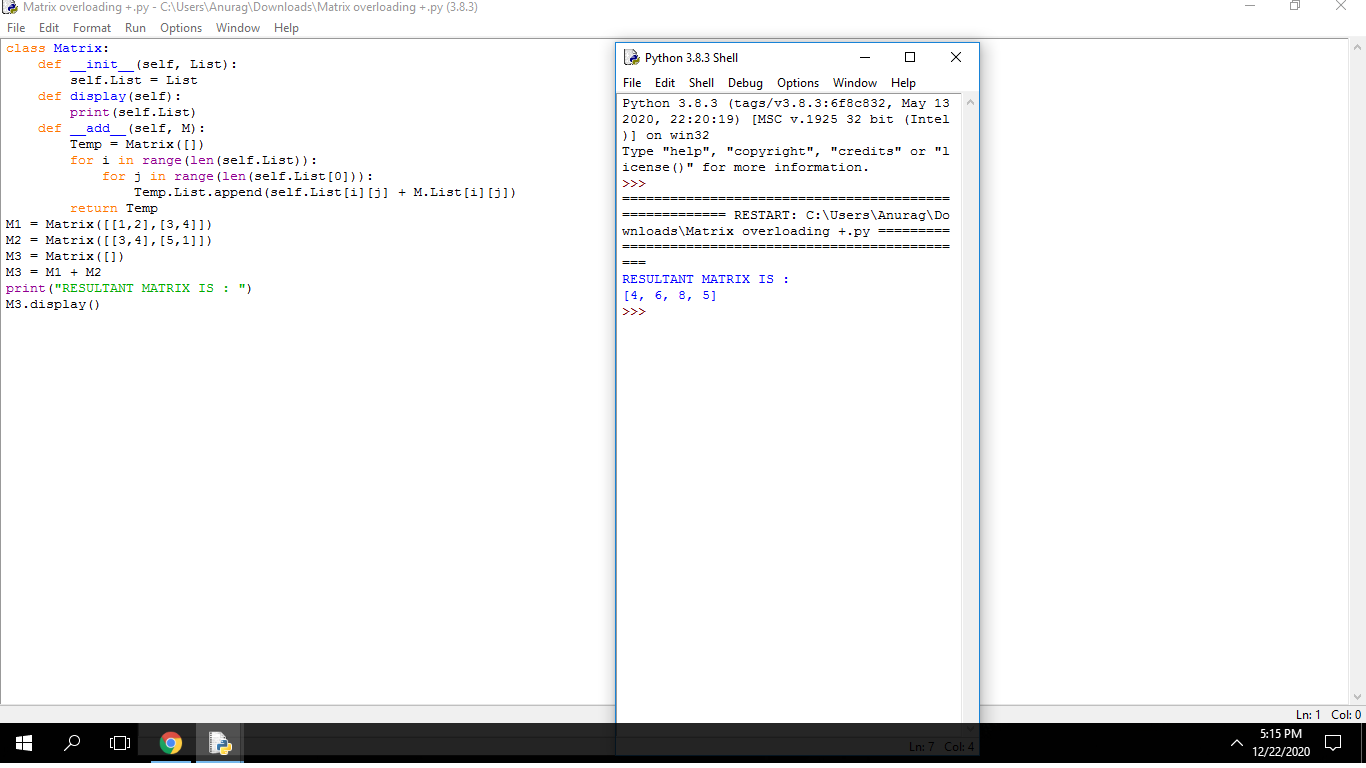 Matrix overloading +.py - C:\Users\Anurag\Downloads\Matrix overloading +.py (3.8.3)
File Edit Format Run Options Window Help
class Matrix:
    def __init__(self, List):
        self.List = List
    def display(self):
        print(self.List)
    def __add__(self, M):
        Temp = Matrix([])
        for i in range(len(self.List)):
            for j in range(len(self.List[0])):
                Temp.List.append(self.List[i][j] + M.List[i][j])
        return Temp
M1 = Matrix([[1,2],[3,4]])
M2 = Matrix([[3,4],[5,1]])
M3 = Matrix([])
M3 = M1 + M2
print("RESULTANT MATRIX IS : ")
M3.display()
Python 3.8.3 Shell
File Edit Shell Debug Options Window Help
Python 3.8.3 (tags/v3.8.3:6f8c832, May 13
2020, 22:20:19) [MSC v.1925 32 bit (Intel
)] on win32
Type "help", "copyright", "credits" or "l
icense()" for more information.
>>>
=========================================
============= RESTART: C:\Users\Anurag\Do
wnloads\Matrix overloading +.py =========
=========================================
===
RESULTANT MATRIX IS :
[4, 6, 8, 5]
>>>
Ln: 7 Col: 4
Ln: 1 Col: 0
5:15 PM
12/22/2020